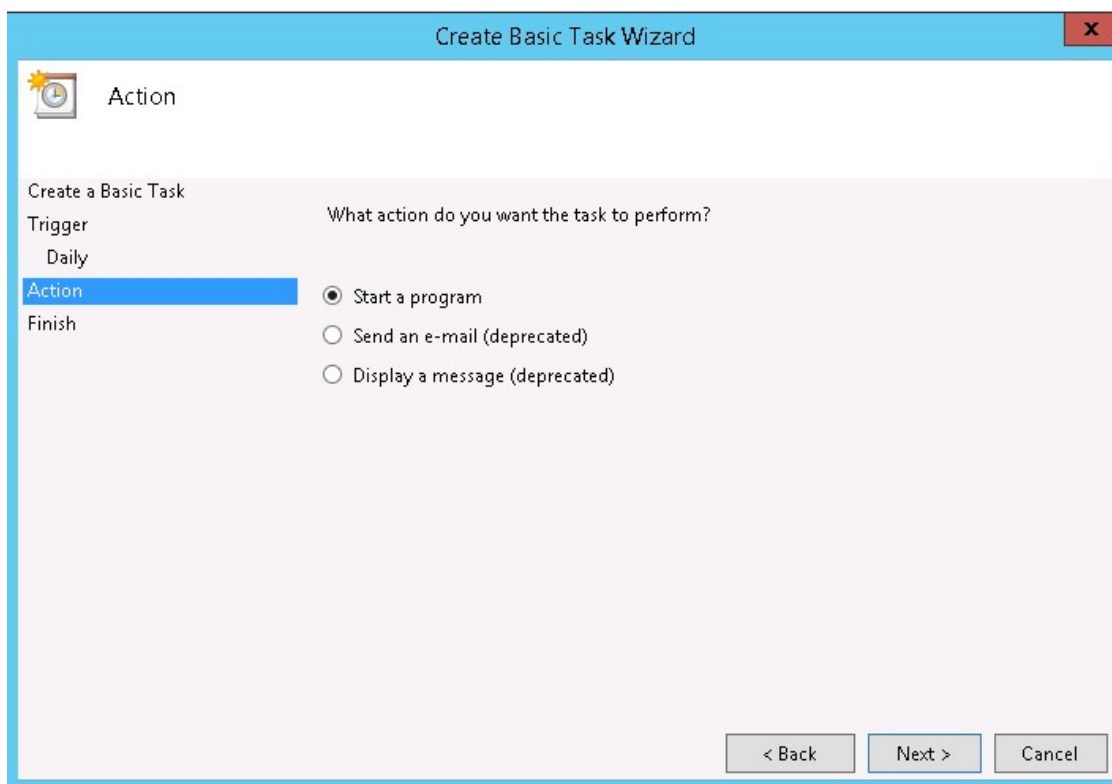 Create Basic Task Wizard
x
Action
Create a Basic Task
Trigger
Daily
Action
Finish
What action do you want the task to perform?
Start a program
Send an e-mail (deprecated)
Display a message (deprecated)
< Back
Next >
Cancel